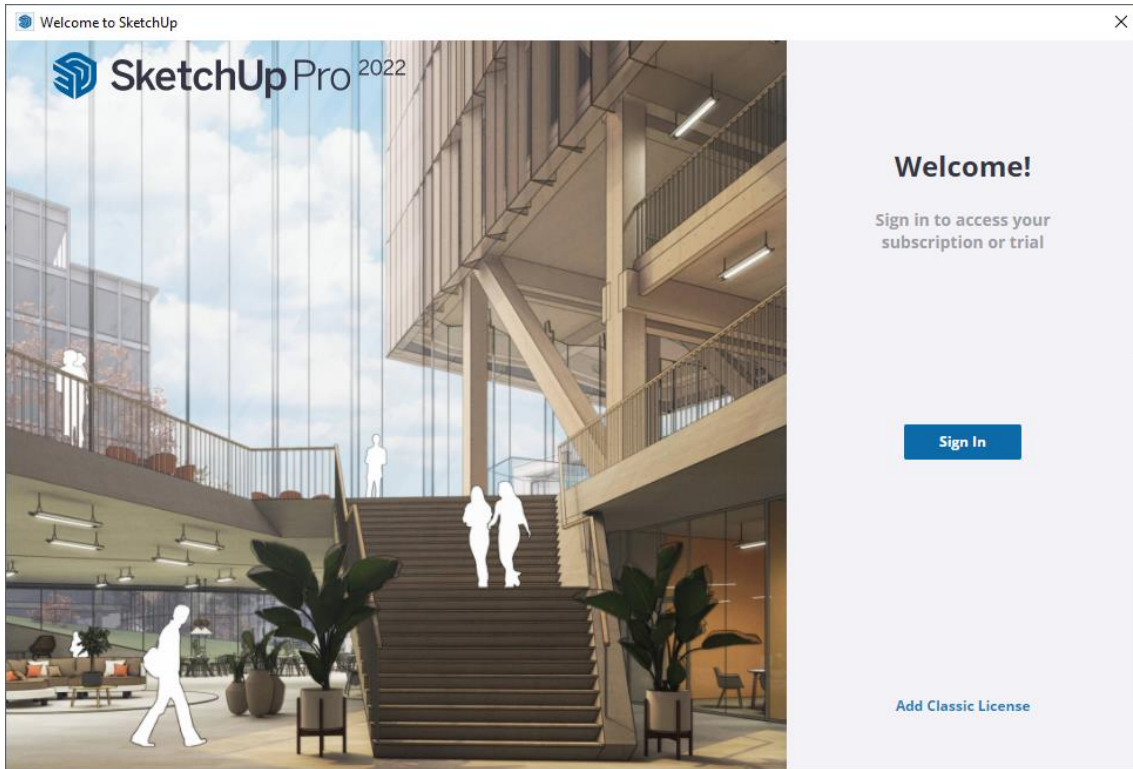 Welcome to SketchUp
SketchUp Pro 2022
Welcome!
Sign in to access your
subscription or trial
Sign In
Add Classic License